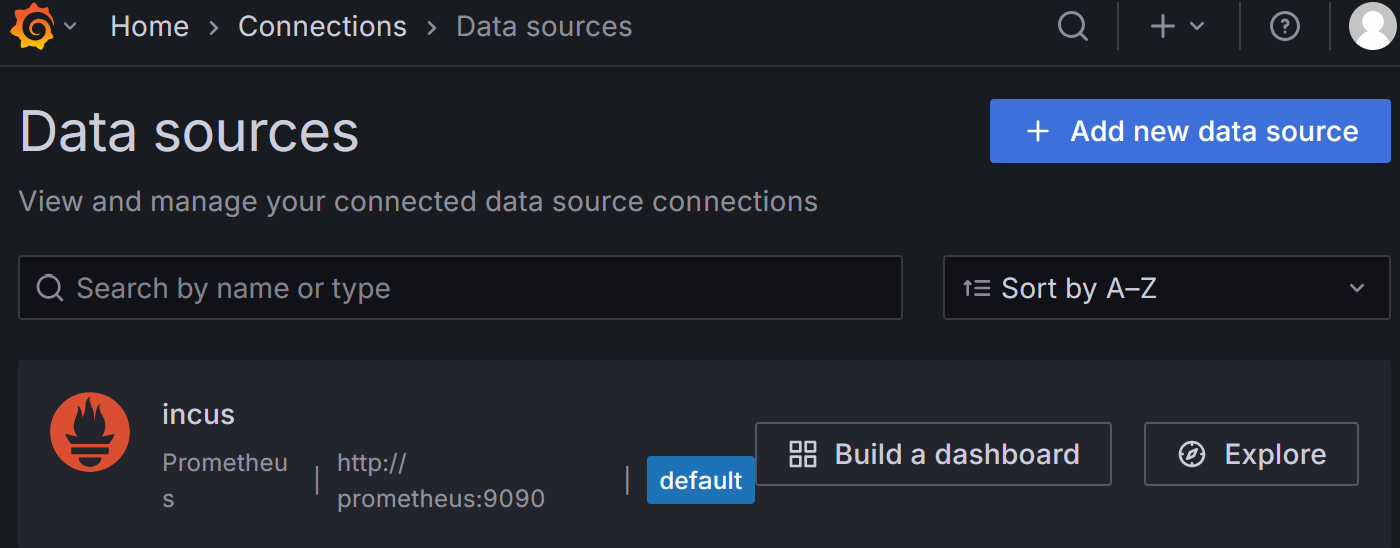 Home > Connections > Data sources
Data sources
+ Add new data source
View and manage your connected data source connections
Search by name or type
Sort by A–Z
incus
Prometheu
s
http://
prometheus:9090
default
Build a dashboard
Explore